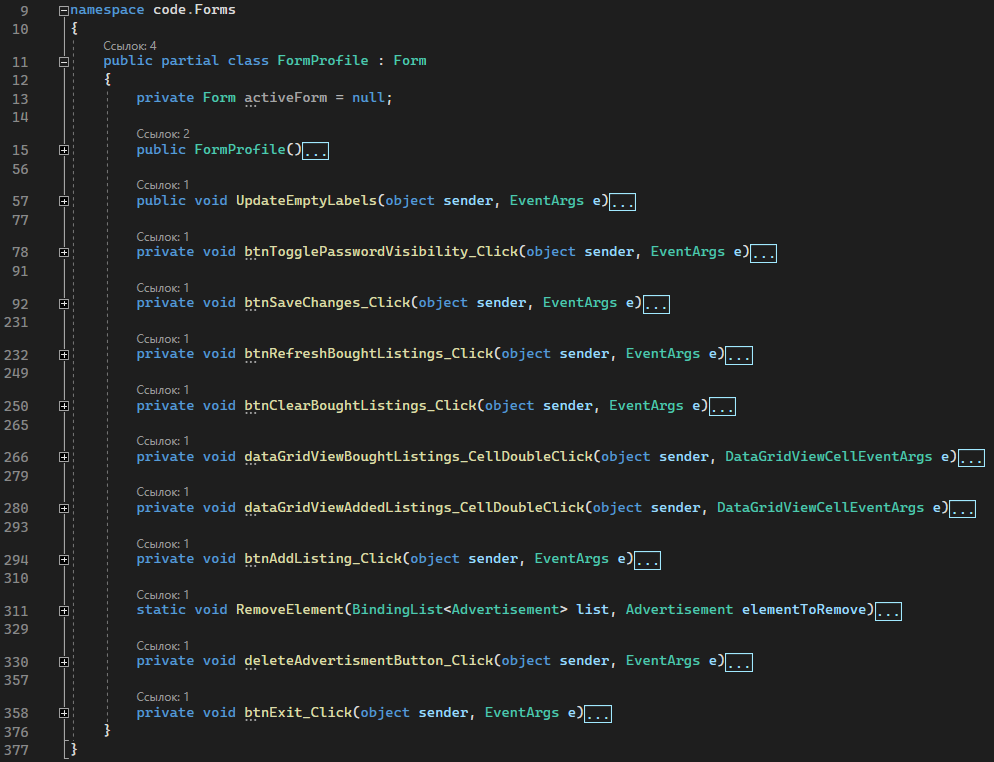 9 namespace code.Forms
10 {
Ссылок: 4
11 public partial class FormProfile : Form
12 {
13 private Form activeForm = null;
14
Ссылок: 2
15 public FormProfile()...
56
Ссылок: 1
57 public void UpdateEmptyLabels(object sender, EventArgs e)...
77
Ссылок: 1
78 private void btnTogglePasswordVisibility_Click(object sender, EventArgs e)...
91
Ссылок: 1
92 private void btnSaveChanges_Click(object sender, EventArgs e)...
231
Ссылок: 1
232 private void btnRefreshBoughtListings_Click(object sender, EventArgs e)...
249
Ссылок: 1
250 private void btnClearBoughtListings_Click(object sender, EventArgs e)...
265
Ссылок: 1
266 private void dataGridViewBoughtListings_CellDoubleClick(object sender, DataGridViewCellEventArgs e)...
279
Ссылок: 1
280 private void dataGridViewAddedListings_CellDoubleClick(object sender, DataGridViewCellEventArgs e)...
293
Ссылок: 1
294 private void btnAddListing_Click(object sender, EventArgs e)...
310
Ссылок: 1
311 static void RemoveElement(BindingList<Advertisement> list, Advertisement elementToRemove)...
329
Ссылок: 1
330 private void deleteAdvertismentButton_Click(object sender, EventArgs e)...
357
Ссылок: 1
358 private void btnExit_Click(object sender, EventArgs e)...
376 }
377 }